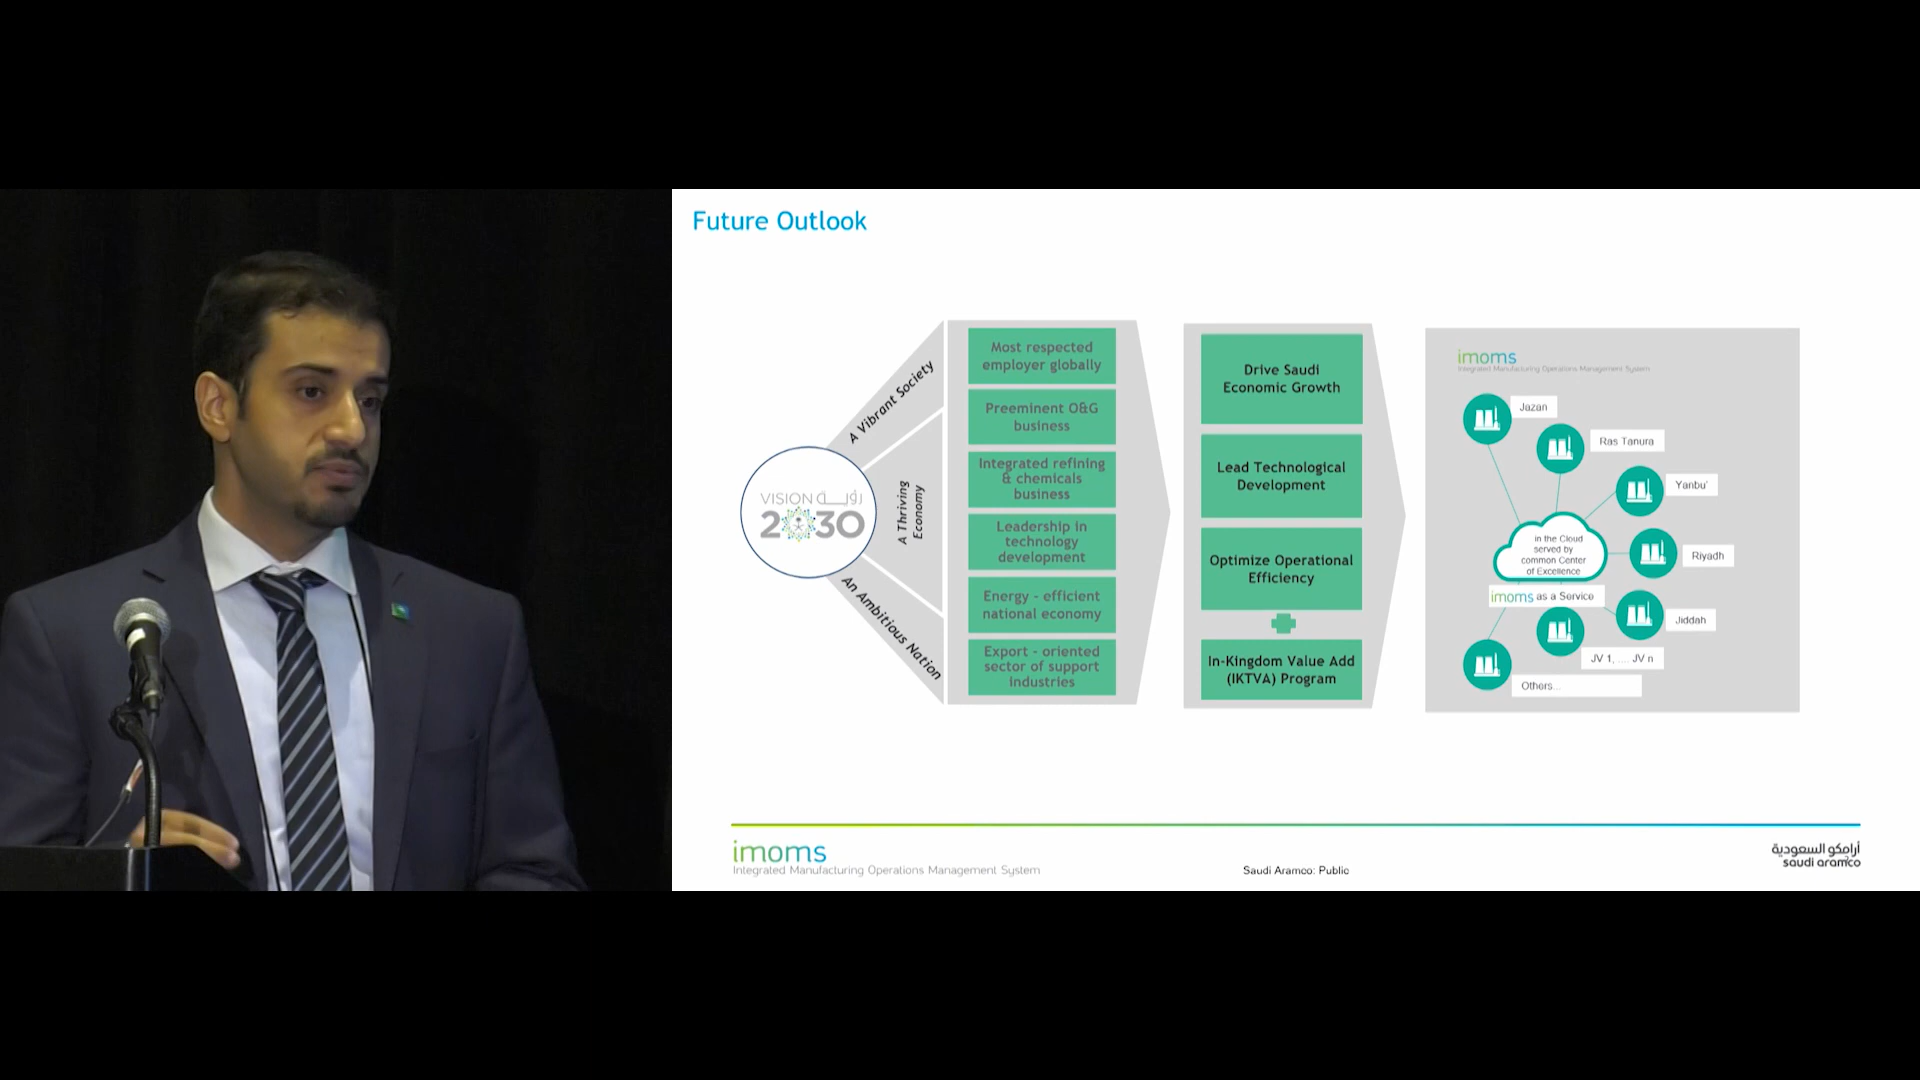 Future Outlook
VISION رؤيـــة
2030
A Vibrant Society
A Thriving
Economy
An Ambitious Nation
Most respected
employer globally
Preeminent O&G
business
Integrated refining
& chemicals
business
Leadership in
technology
development
Energy - efficient
national economy
Export - oriented
sector of support
industries
Drive Saudi
Economic Growth
Lead Technological
Development
Optimize Operational
Efficiency
In-Kingdom Value Add
(IKTVA) Program
imoms
Integrated Manufacturing Operations Management System
Jazan
Ras Tanura
Yanbu'
Riyadh
Jiddah
JV 1, .... JV n
Others...
in the Cloud
served by
common Center
of Excellence
imoms as a Service
imoms
Integrated Manufacturing Operations Management System
Saudi Aramco: Public
أرامكو السعودية
saudi aramco